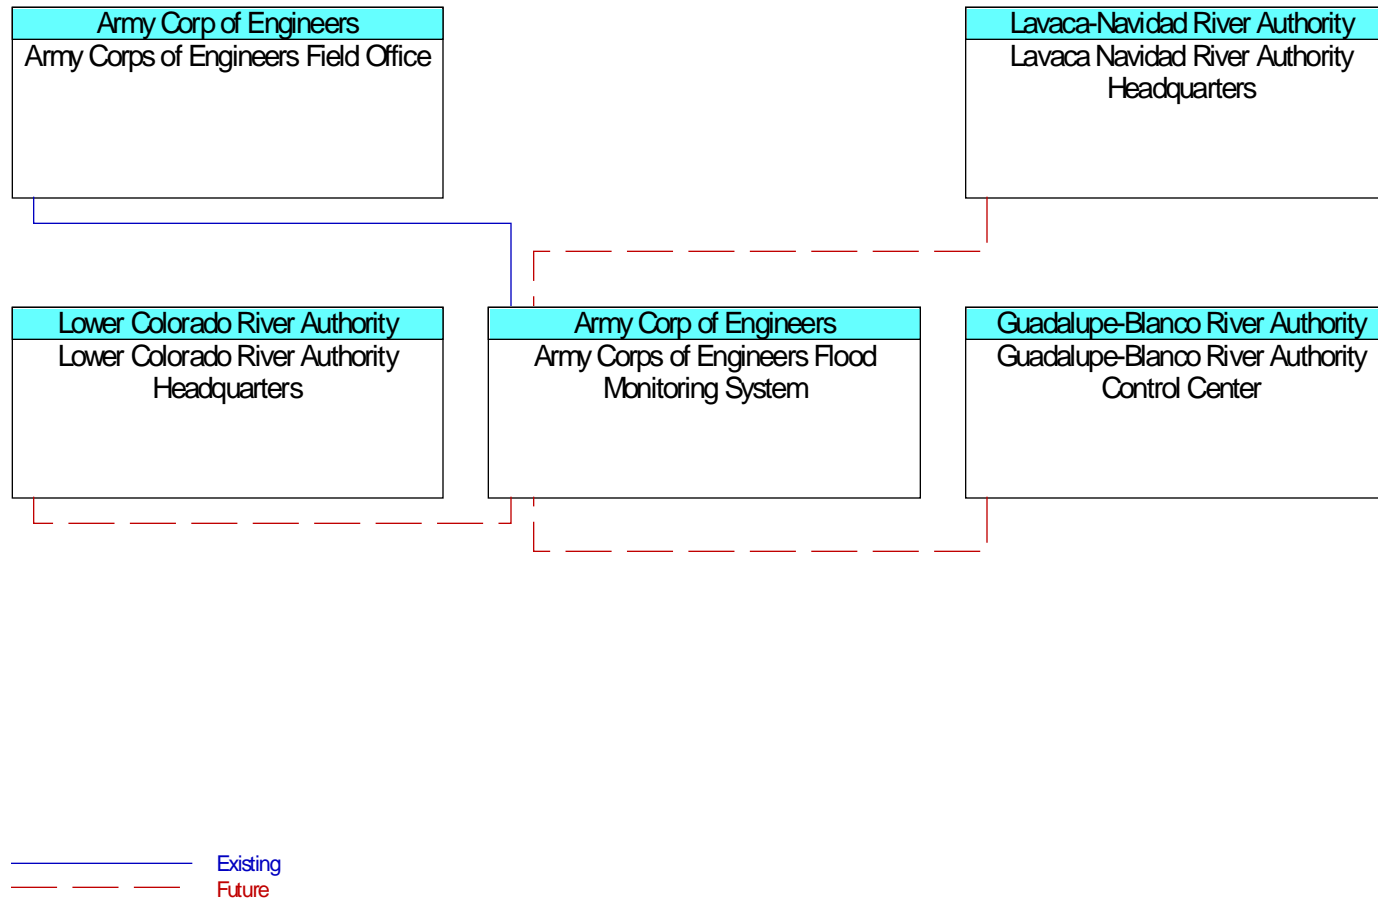 Army Corp of Engineers
Army Corps of Engineers Field Office
Lavaca-Navidad River Authority
Lavaca Navidad River Authority
Headquarters
Lower Colorado River Authority
Lower Colorado River Authority
Headquarters
Army Corp of Engineers
Army Corps of Engineers Flood
Monitoring System
Guadalupe-Blanco River Authority
Guadalupe-Blanco River Authority
Control Center
Existing
Future